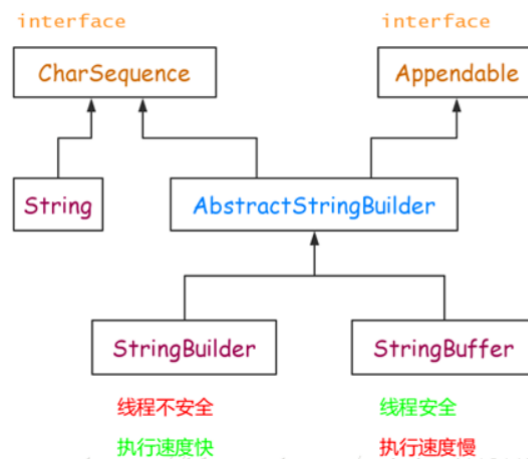 interface
interface
CharSequence
Appendable
String
AbstractStringBuilder
StringBuilder
StringBuffer
线程不安全
线程安全
执行速度快
执行速度慢